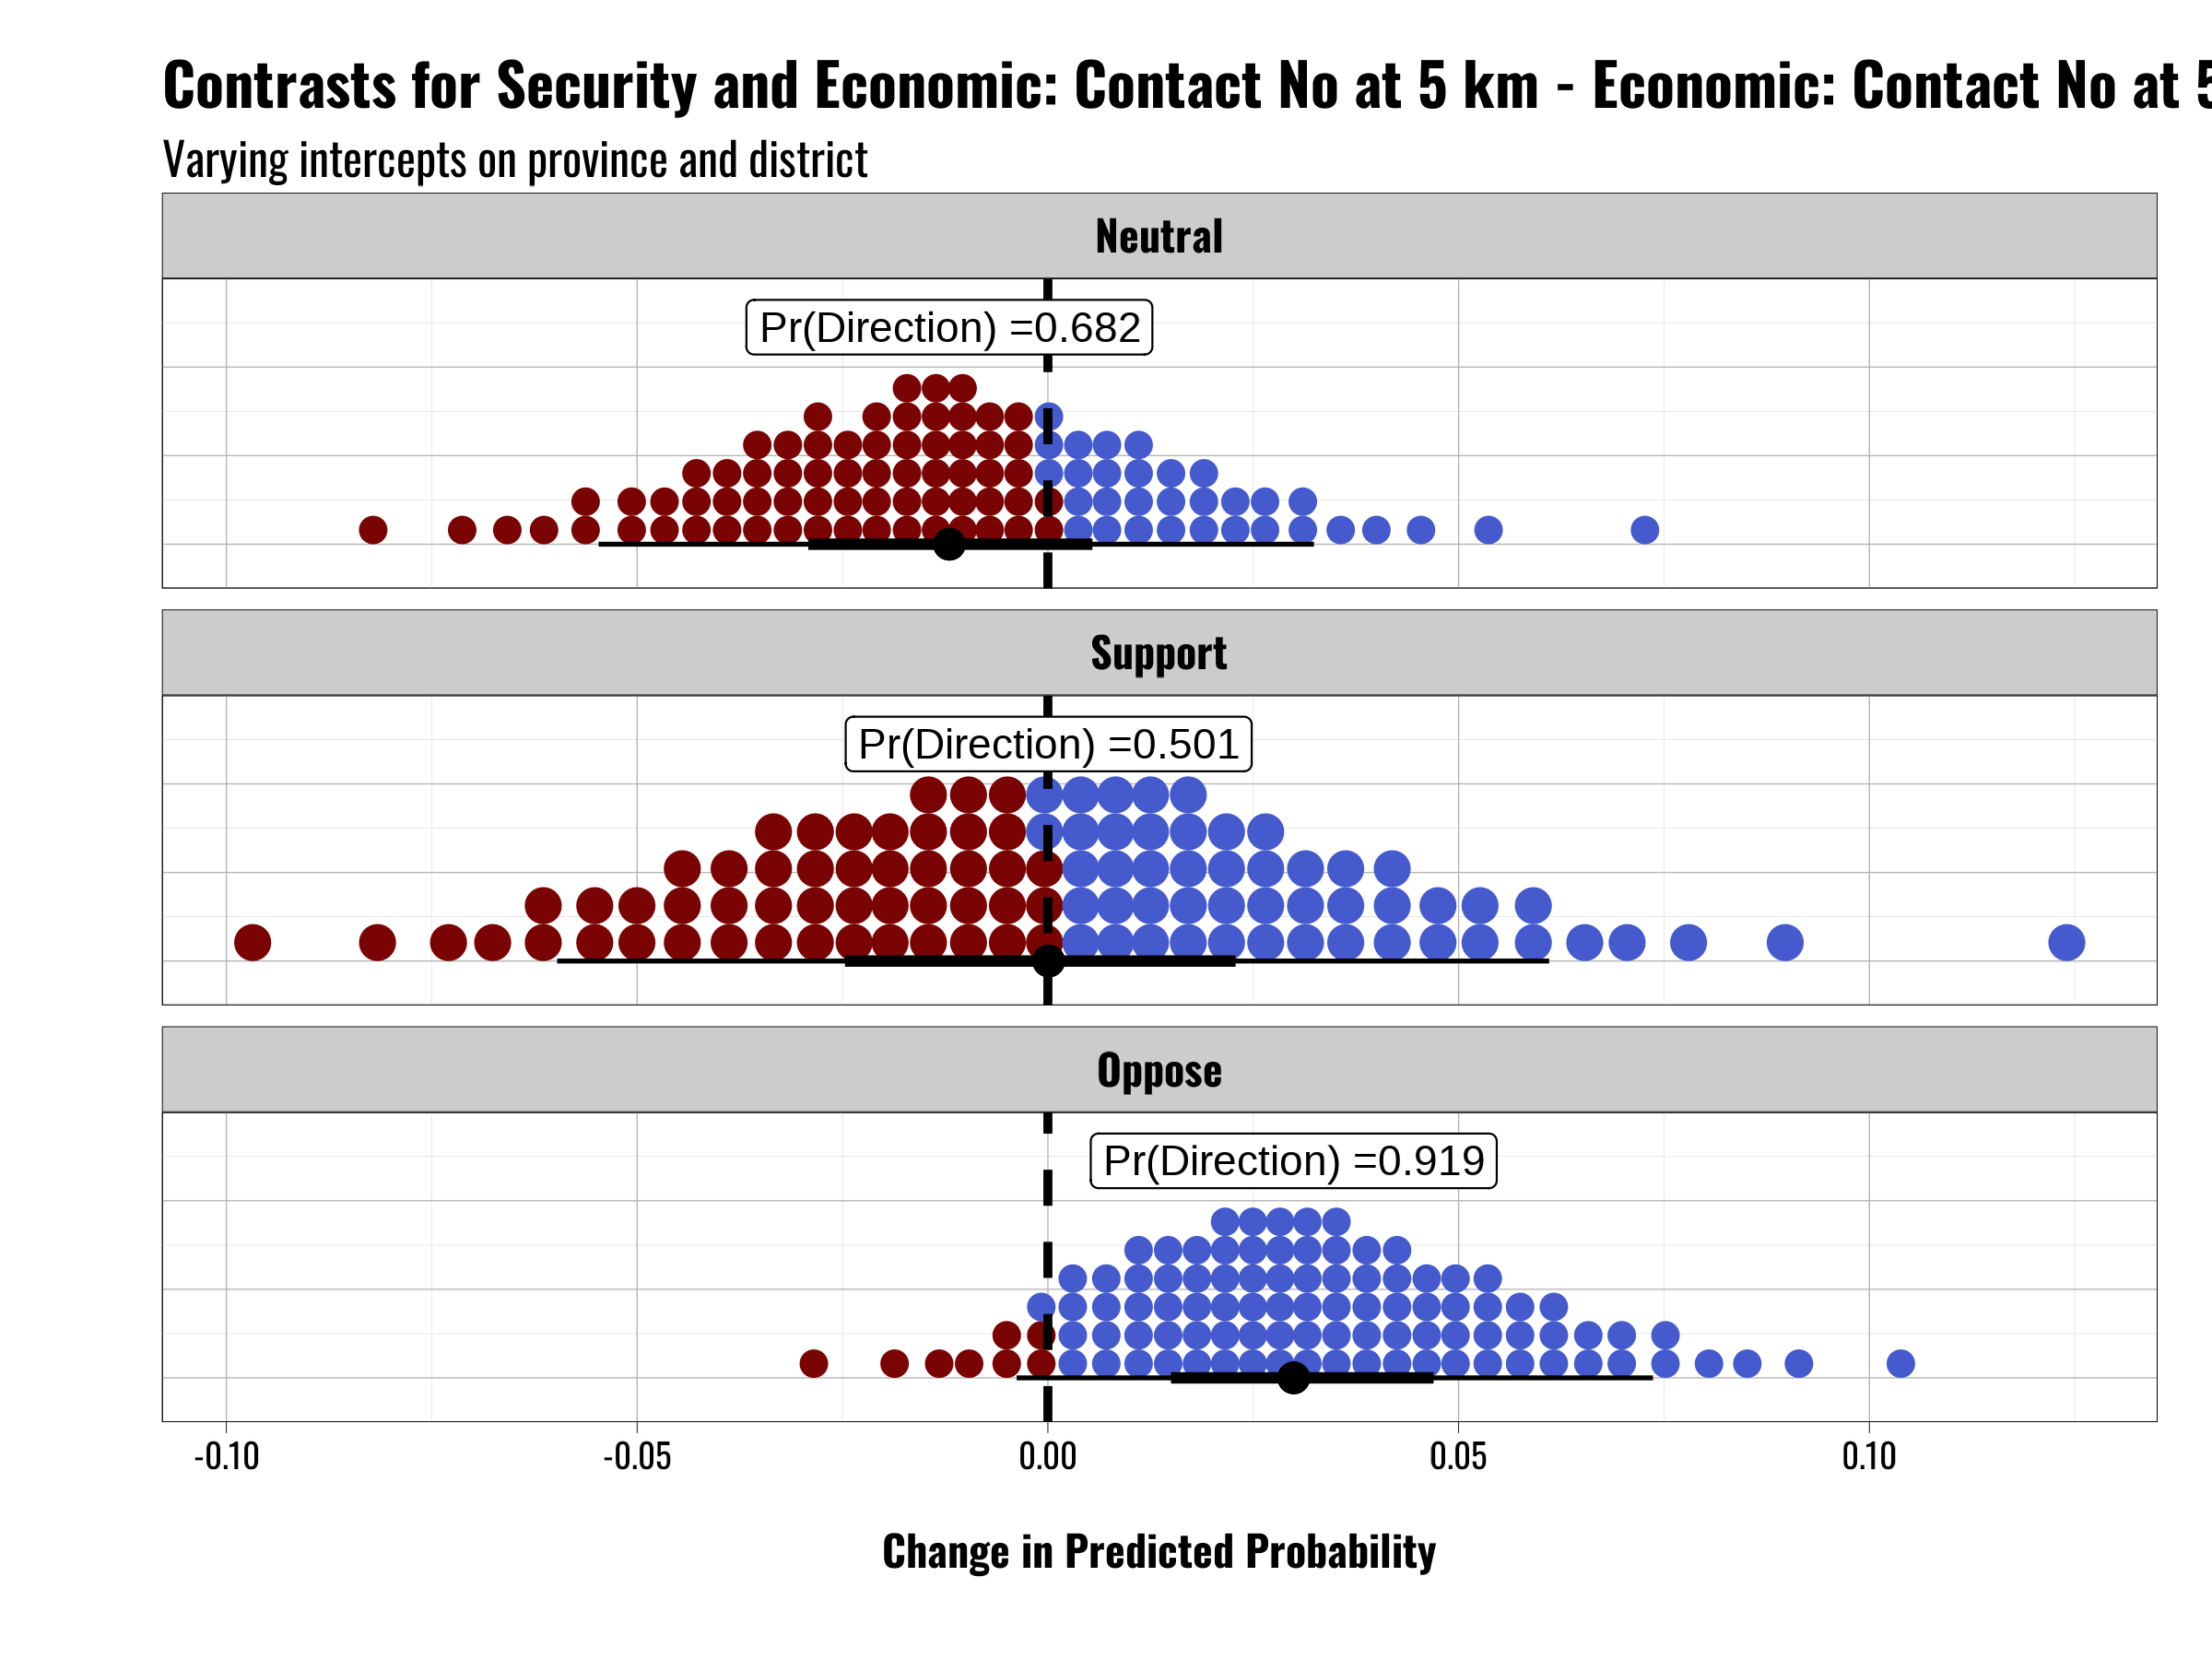 Contrasts for Security and Economic: Contact No at 5 km - Economic: Contact No at 5
Varying intercepts on province and district
Neutral
Pr(Direction) =0.682
Support
Pr(Direction) =0.501
Oppose
Pr(Direction) =0.919
-0.10 -0.05 0.00 0.05 0.10
Change in Predicted Probability